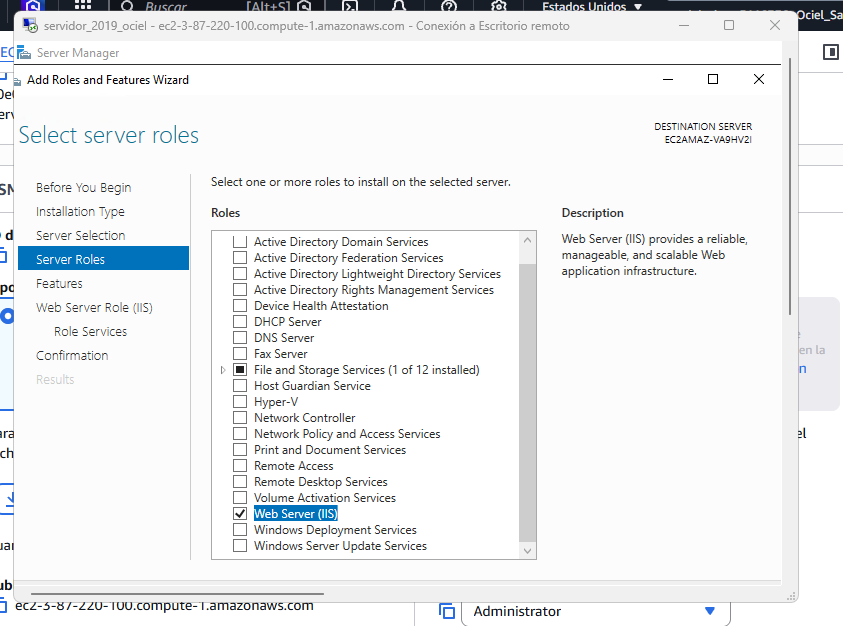 Buscar
[Alt+S]
Estados Unidos ▼
Ociel_Sa
servidor_2019_ociel - ec2-3-87-220-100.compute-1.amazonaws.com - Conexión a Escritorio remoto
Server Manager
Add Roles and Features Wizard
Select server roles
DESTINATION SERVER
EC2AMAZ-VA9HV2I
Before You Begin
Installation Type
Server Selection
Server Roles
Features
Web Server Role (IIS)
Role Services
Confirmation
Results
Select one or more roles to install on the selected server.
Roles
Active Directory Domain Services
Active Directory Federation Services
Active Directory Lightweight Directory Services
Active Directory Rights Management Services
Device Health Attestation
DHCP Server
DNS Server
Fax Server
File and Storage Services (1 of 12 installed)
Host Guardian Service
Hyper-V
Network Controller
Network Policy and Access Services
Print and Document Services
Remote Access
Remote Desktop Services
Volume Activation Services
Web Server (IIS)
Windows Deployment Services
Windows Server Update Services
Description
Web Server (IIS) provides a reliable,
manageable, and scalable Web
application infrastructure.
en la
el
ec2-3-87-220-100.compute-1.amazonaws.com
Administrator